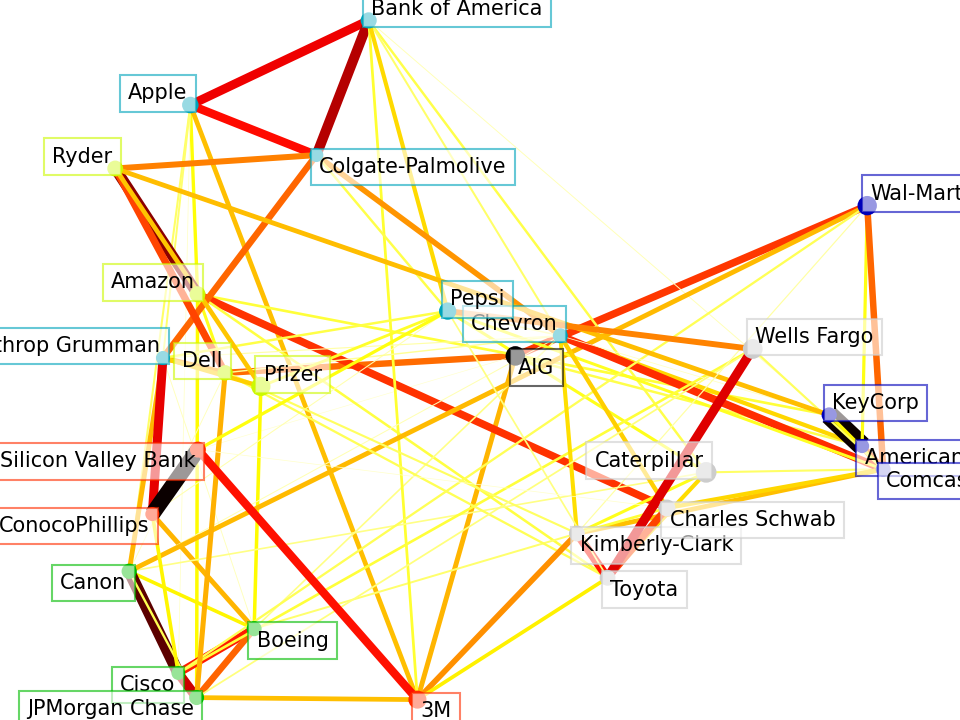 Bank of America
Apple
Ryder
Colgate-Palmolive
Wal-Mart
Amazon
Pepsi
Chevron
Wells Fargo
throp Grumman
Dell
Pfizer
AIG
KeyCorp
Silicon Valley Bank
Caterpillar
American
Comcas
ConocoPhillips
Charles Schwab
Kimberly-Clark
Canon
Toyota
Boeing
Cisco
JPMorgan Chase
3M